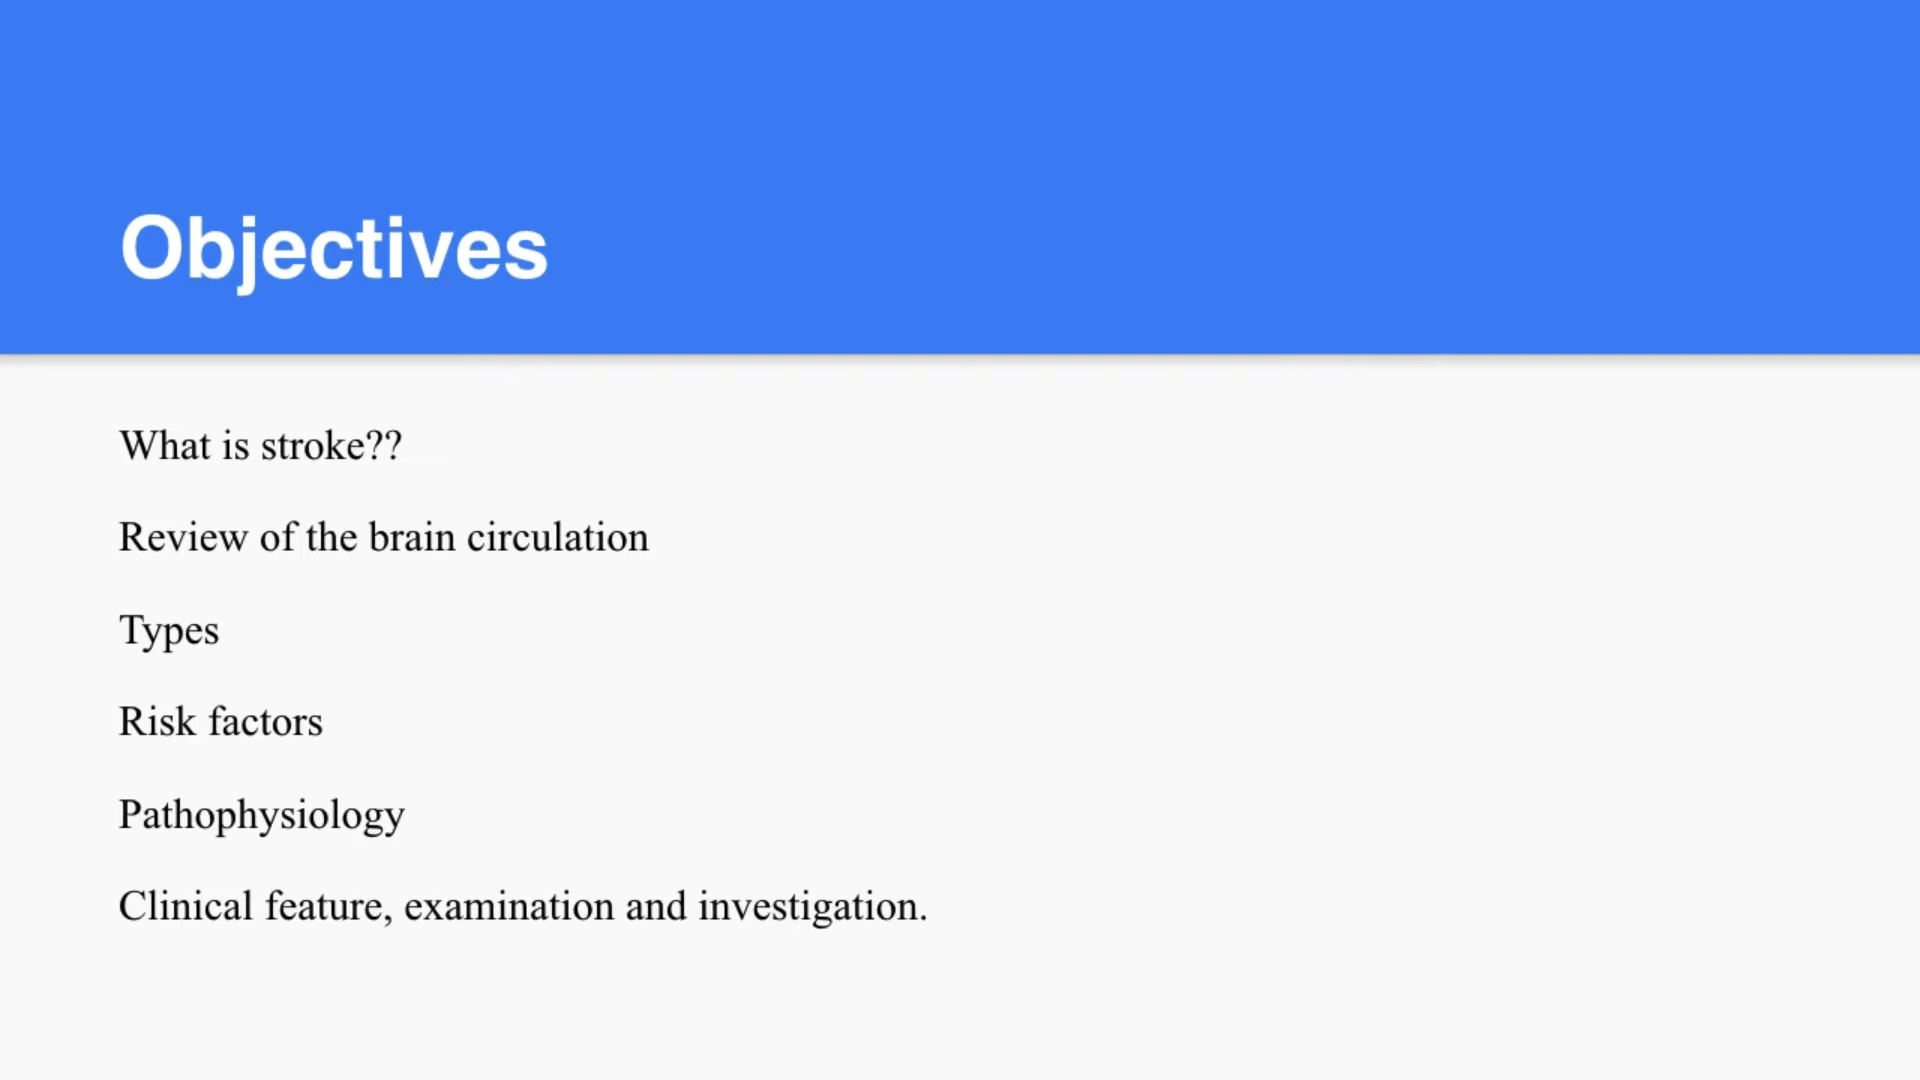 Objectives
What is stroke??
Review of the brain circulation
Types
Risk factors
Pathophysiology
Clinical feature, examination and investigation.